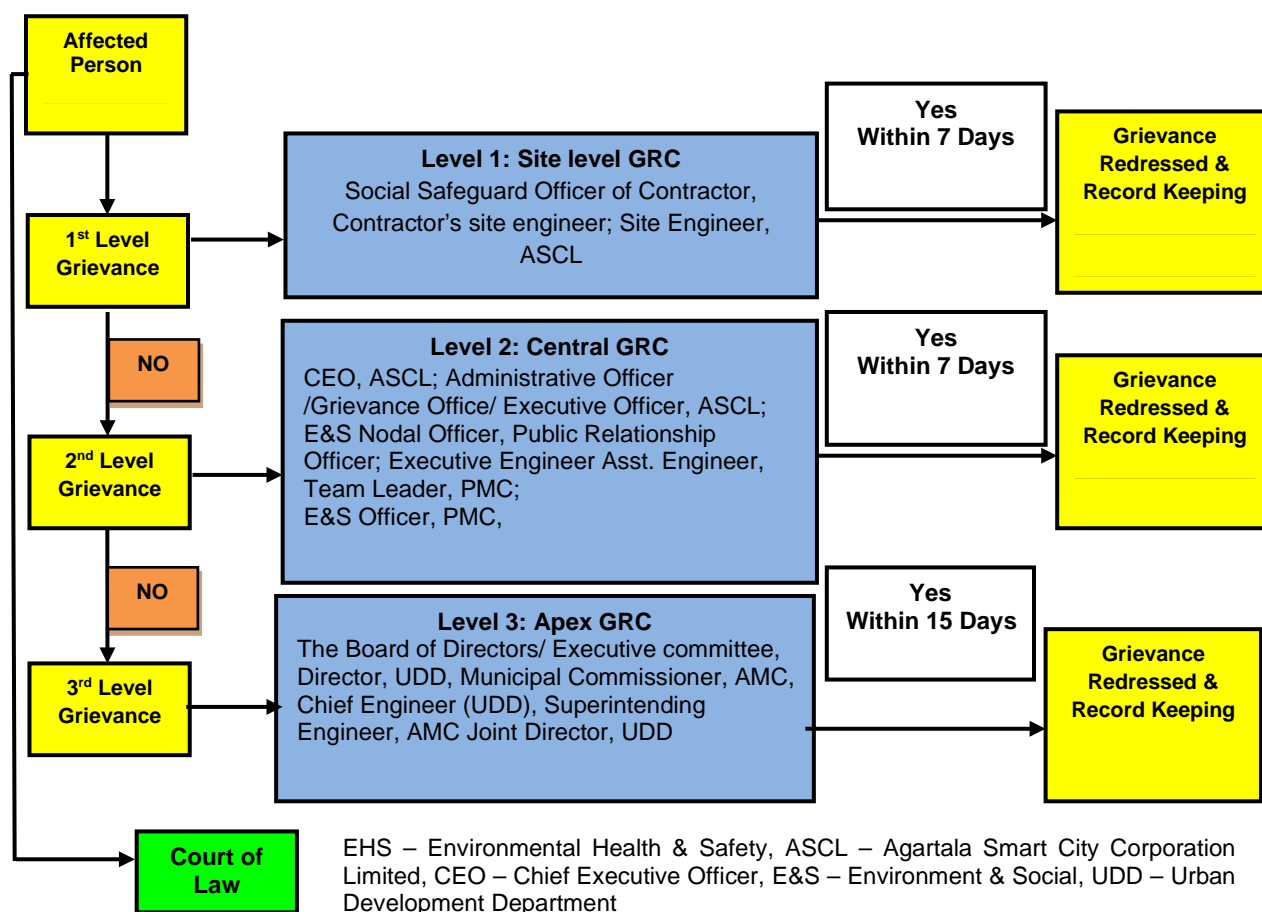 Affected
Person
Yes
Within 7 Days
Grievance
Redressed &
Record Keeping
Level 1: Site level GRC
Social Safeguard Officer of Contractor,
Contractor’s site engineer; Site Engineer,
ASCL
1st Level
Grievance
NO
Level 2: Central GRC
CEO, ASCL; Administrative Officer
/Grievance Office/ Executive Officer, ASCL;
E&S Nodal Officer, Public Relationship
Officer; Executive Engineer Asst. Engineer,
Team Leader, PMC;
E&S Officer, PMC,
Yes
Within 7 Days
Grievance
Redressed &
Record Keeping
2nd Level
Grievance
NO
Level 3: Apex GRC
The Board of Directors/ Executive committee,
Director, UDD, Municipal Commissioner, AMC,
Chief Engineer (UDD), Superintending
Engineer, AMC Joint Director, UDD
Yes
Within 15 Days
Grievance
Redressed &
Record Keeping
3rd Level
Grievance
Court of
Law
EHS – Environmental Health & Safety, ASCL – Agartala Smart City Corporation
Limited, CEO – Chief Executive Officer, E&S – Environment & Social, UDD – Urban
Development Department